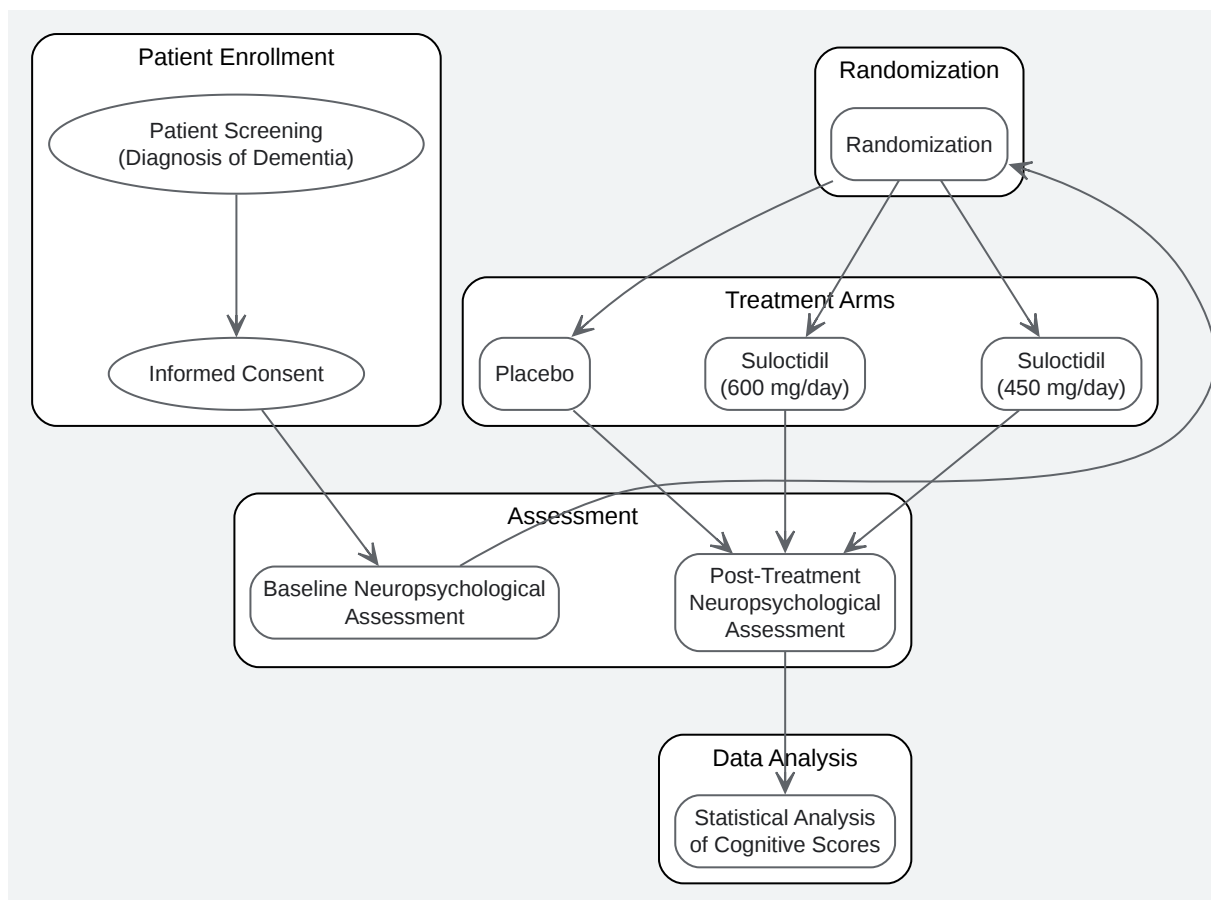 Patient Enrollment
Patient Screening
(Diagnosis of Dementia)
Informed Consent
Randomization
Randomization
Treatment Arms
Placebo
Suloctidil
(600 mg/day)
Suloctidil
(450 mg/day)
Assessment
Baseline Neuropsychological
Assessment
Post-Treatment
Neuropsychological
Assessment
Data Analysis
Statistical Analysis
of Cognitive Scores